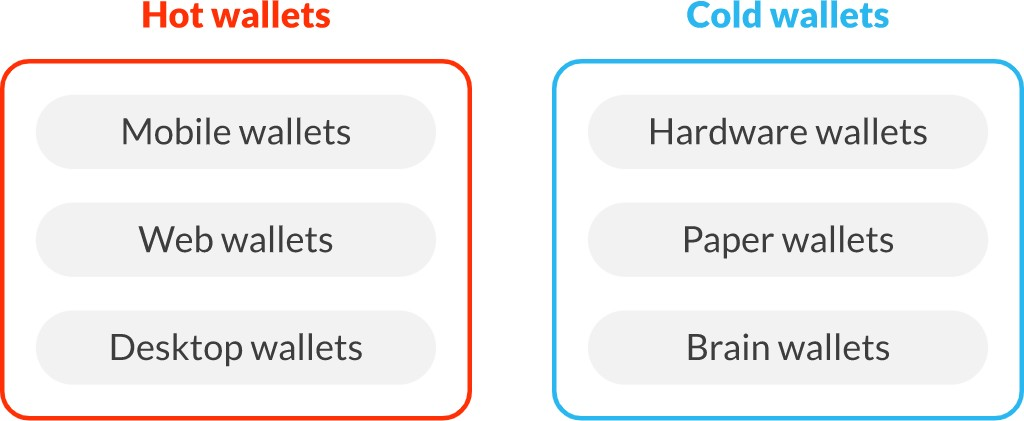 Hot wallets
Mobile wallets
Web wallets
Desktop wallets
Cold wallets
Hardware wallets
Paper wallets
Brain wallets